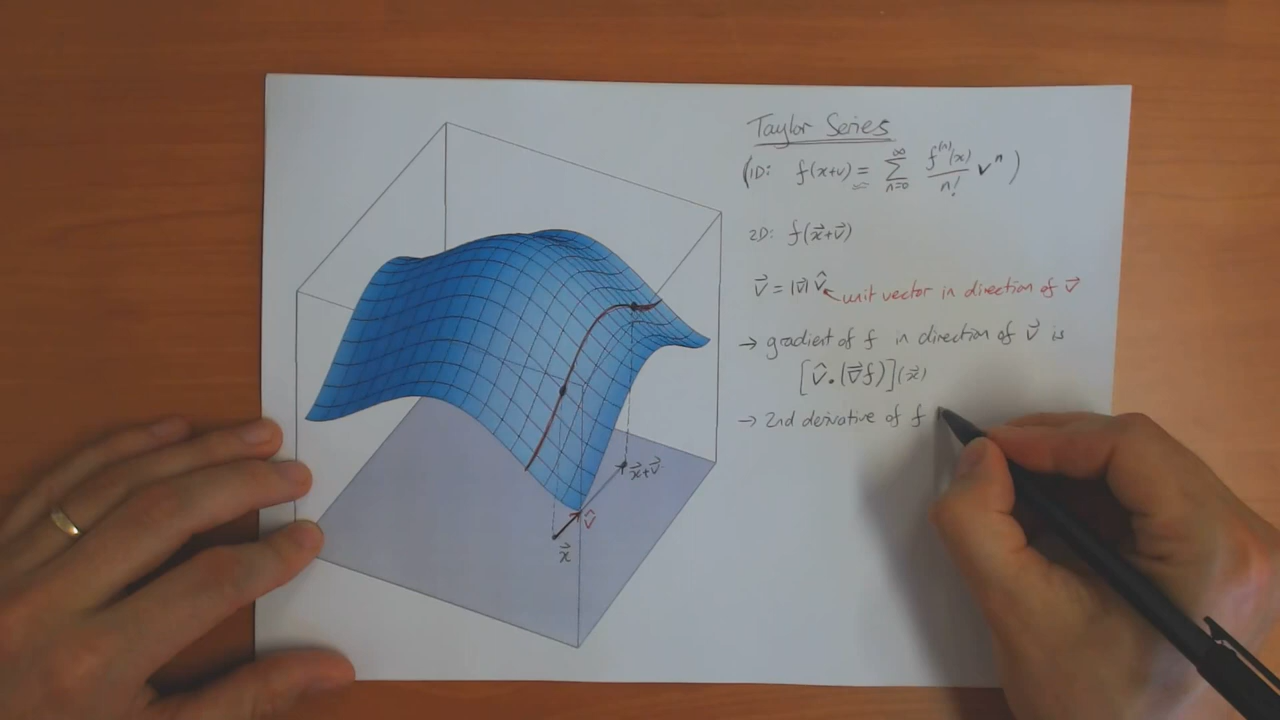 Taylor Series
(1D: f(x+v) = ∑_{n=0}^{∞} f^{(n)}(x)/n! v^n)
2D: f(x⃗+v⃗)
v⃗ = |v⃗| v̂ ← unit vector in direction of v⃗
→ gradient of f in direction of v⃗ is
[v̂·(∇⃗f)](x⃗)
→ 2nd derivative of f
x⃗+v⃗
v̂
x⃗